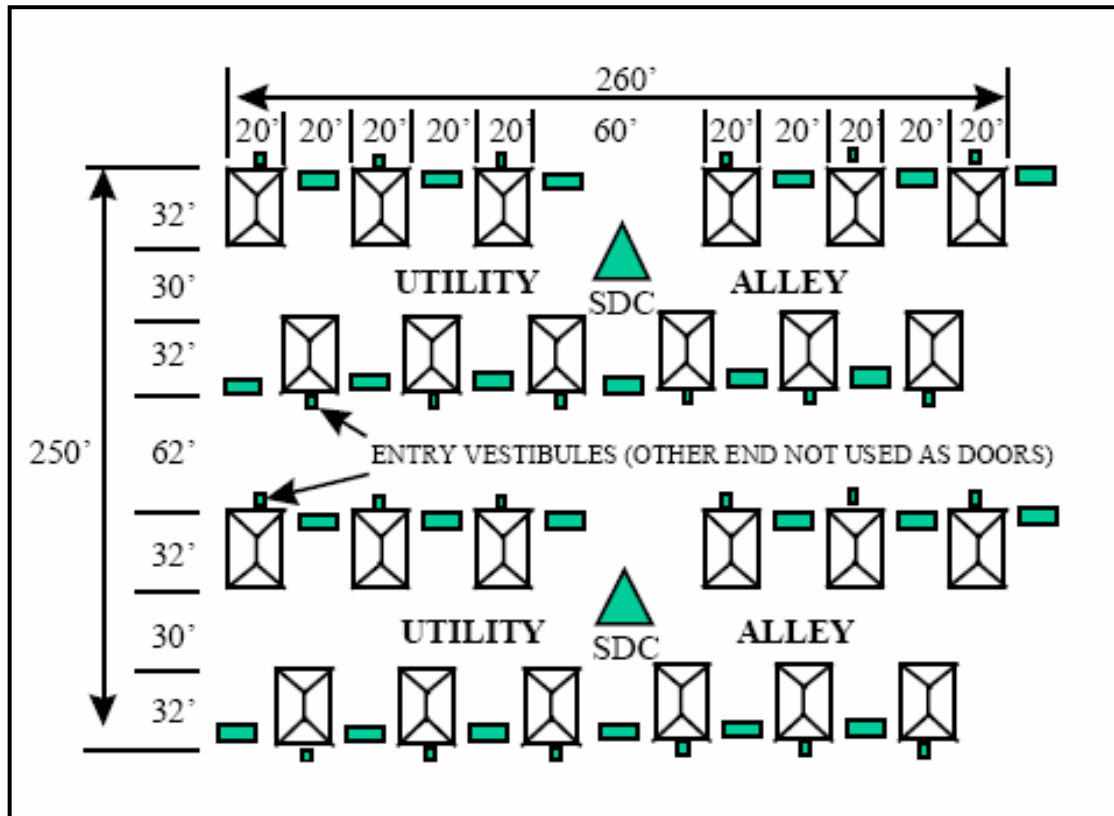 260’
20’ 20’ 20’ 20’ 20’ 60’ 20’ 20’ 20’ 20’ 20’
32’
UTILITY ALLEY
30’ SDC
32’
250’ 62’ ENTRY VESTIBULES (OTHER END NOT USED AS DOORS)
32’
UTILITY ALLEY
30’ SDC
32’